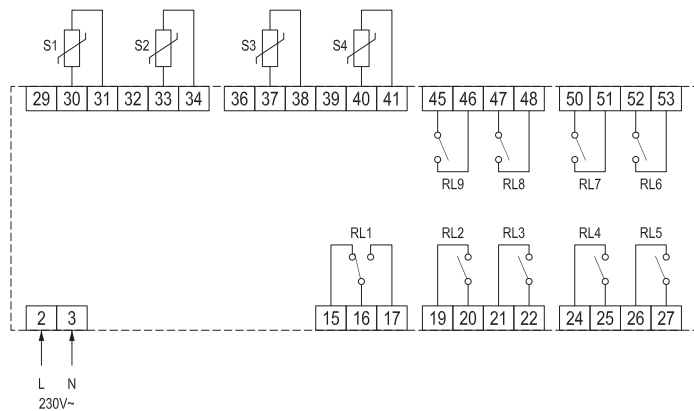 S1 S2 S3 S4
29 30 31 32 33 34 36 37 38 39 40 41 45 46 47 48 50 51 52 53
RL9 RL8 RL7 RL6
RL1 RL2 RL3 RL4 RL5
2 3 15 16 17 19 20 21 22 24 25 26 27
L N
230V~